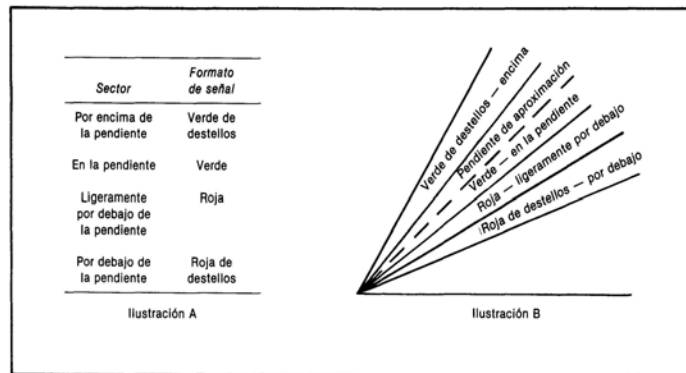 Sector
Formato
de señal
Por encima de
la pendiente
Verde de
destellos
En la pendiente
Verde
Ligeramente
por debajo de
la pendiente
Roja
Por debajo de
la pendiente
Roja de
destellos
Ilustración A
Verde de destellos — encima
Pendiente de aproximación
Verde — en la pendiente
Roja — ligeramente por debajo
Roja de destellos — por debajo
Ilustración B